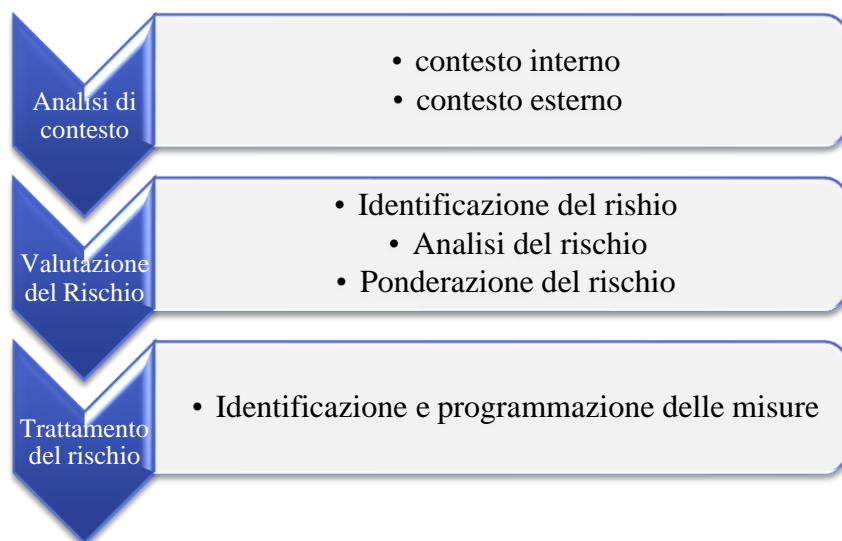 Analisi di
contesto
• contesto interno
• contesto esterno
Valutazione
del Rischio
• Identificazione del rishio
• Analisi del rischio
• Ponderazione del rischio
Trattamento
del rischio
• Identificazione e programmazione delle misure